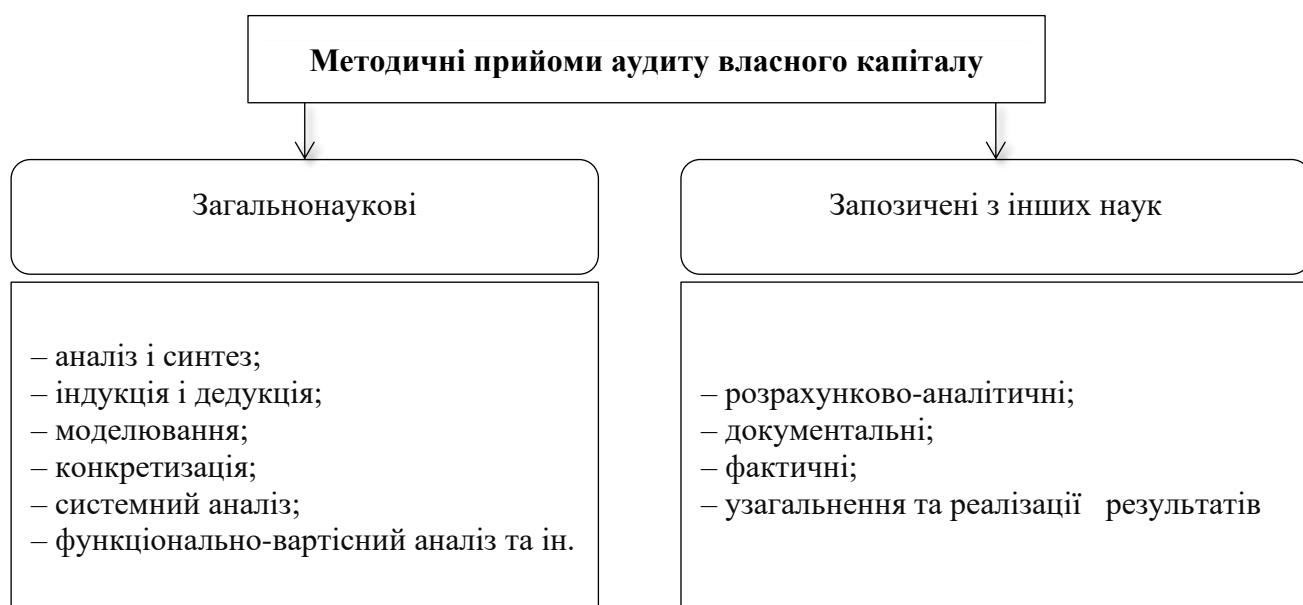 Методичні прийоми аудиту власного капіталу
Загальнонаукові
– аналіз і синтез;
– індукція і дедукція;
– моделювання;
– конкретизація;
– системний аналіз;
– функціонально-вартісний аналіз та ін.
Запозичені з інших наук
– розрахунково-аналітичні;
– документальні;
– фактичні;
– узагальнення та реалізації результатів